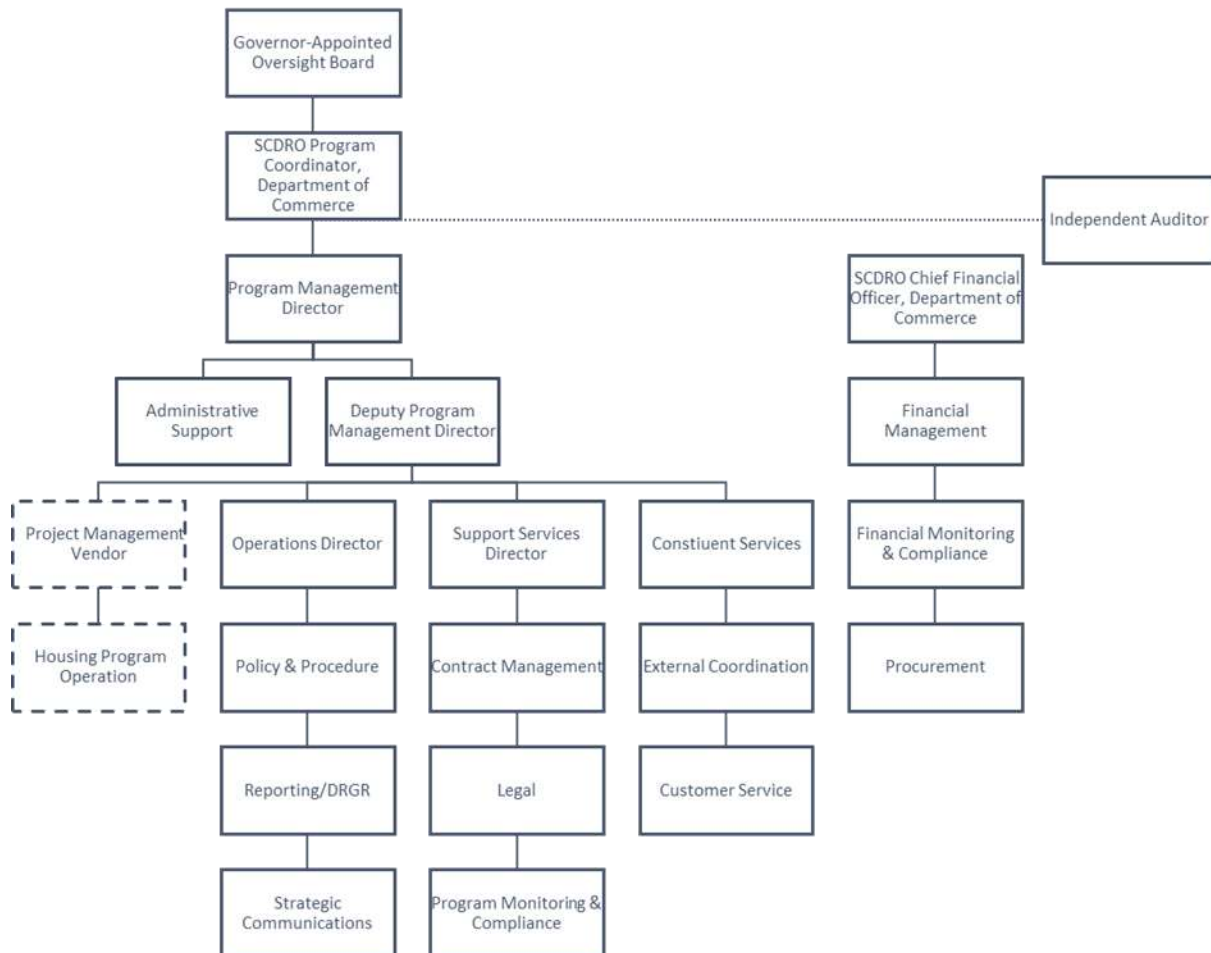 Governor-Appointed
Oversight Board
SCDRO Program
Coordinator,
Department of
Commerce
Independent Auditor
Program Management
Director
SCDRO Chief Financial
Officer, Department of
Commerce
Administrative
Support
Deputy Program
Management Director
Financial
Management
Project Management
Vendor
Operations Director
Support Services
Director
Constiuent Services
Financial Monitoring
& Compliance
Housing Program
Operation
Policy & Procedure
Contract Management
External Coordination
Procurement
Reporting/DRGR
Legal
Customer Service
Strategic
Communications
Program Monitoring &
Compliance